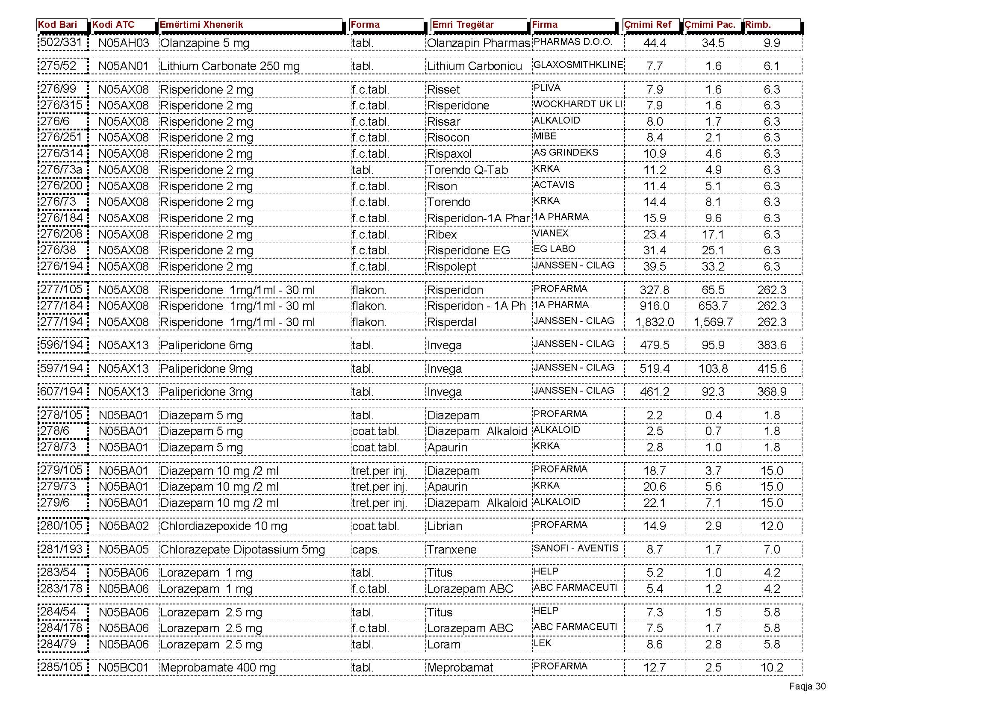 Kod Bari Kodi ATC Emërtimi Xhenerik Forma Emri Tregëtar Firma Çmimi Ref Çmimi Pac. Rimb.
502/331 N05AH03 Olanzapine 5 mg tabl. Olanzapin Pharmas PHARMAS D.O.O. 44.4 34.5 9.9
275/52 N05AN01 Lithium Carbonate 250 mg tabl. Lithium Carbonicu GLAXOSMITHKLINE 7.7 1.6 6.1
276/99 N05AX08 Risperidone 2 mg f.c.tabl. Risset PLIVA 7.9 1.6 6.3
276/315 N05AX08 Risperidone 2 mg f.c.tabl. Risperidone WOCKHARDT UK LI 7.9 1.6 6.3
276/6 N05AX08 Risperidone 2 mg f.c.tabl. Rissar ALKALOID 8.0 1.7 6.3
276/251 N05AX08 Risperidone 2 mg f.c.tabl. Risocon MIBE 8.4 2.1 6.3
276/314 N05AX08 Risperidone 2 mg f.c.tabl. Rispaxol AS GRINDEKS 10.9 4.6 6.3
276/73a N05AX08 Risperidone 2 mg tabl. Torendo Q-Tab KRKA 11.2 4.9 6.3
276/200 N05AX08 Risperidone 2 mg f.c.tabl. Rison ACTAVIS 11.4 5.1 6.3
276/73 N05AX08 Risperidone 2 mg f.c.tabl. Torendo KRKA 14.4 8.1 6.3
276/184 N05AX08 Risperidone 2 mg f.c.tabl. Risperidon-1A Phar 1A PHARMA 15.9 9.6 6.3
276/208 N05AX08 Risperidone 2 mg f.c.tabl. Ribex VIANEX 23.4 17.1 6.3
276/38 N05AX08 Risperidone 2 mg f.c.tabl. Risperidone EG EG LABO 31.4 25.1 6.3
276/194 N05AX08 Risperidone 2 mg f.c.tabl. Rispolept JANSSEN - CILAG 39.5 33.2 6.3
277/105 N05AX08 Risperidone 1mg/1ml - 30 ml flakon. Risperidon PROFARMA 327.8 65.5 262.3
277/184 N05AX08 Risperidone 1mg/1ml - 30 ml flakon. Risperidon - 1A Ph 1A PHARMA 916.0 653.7 262.3
277/194 N05AX08 Risperidone 1mg/1ml - 30 ml flakon. Risperdal JANSSEN - CILAG 1,832.0 1,569.7 262.3
596/194 N05AX13 Paliperidone 6mg tabl. Invega JANSSEN - CILAG 479.5 95.9 383.6
597/194 N05AX13 Paliperidone 9mg tabl. Invega JANSSEN - CILAG 519.4 103.8 415.6
607/194 N05AX13 Paliperidone 3mg tabl. Invega JANSSEN - CILAG 461.2 92.3 368.9
278/105 N05BA01 Diazepam 5 mg tabl. Diazepam PROFARMA 2.2 0.4 1.8
278/6 N05BA01 Diazepam 5 mg coat.tabl. Diazepam Alkaloid ALKALOID 2.5 0.7 1.8
278/73 N05BA01 Diazepam 5 mg coat.tabl. Apaurin KRKA 2.8 1.0 1.8
279/105 N05BA01 Diazepam 10 mg /2 ml tret.per inj. Diazepam PROFARMA 18.7 3.7 15.0
279/73 N05BA01 Diazepam 10 mg /2 ml tret.per inj. Apaurin KRKA 20.6 5.6 15.0
279/6 N05BA01 Diazepam 10 mg /2 ml tret.per inj. Diazepam Alkaloid ALKALOID 22.1 7.1 15.0
280/105 N05BA02 Chlordiazepoxide 10 mg coat.tabl. Librian PROFARMA 14.9 2.9 12.0
281/193 N05BA05 Chlorazepate Dipotassium 5mg caps. Tranxene SANOFI - AVENTIS 8.7 1.7 7.0
283/54 N05BA06 Lorazepam 1 mg tabl. Titus HELP 5.2 1.0 4.2
283/178 N05BA06 Lorazepam 1 mg f.c.tabl. Lorazepam ABC ABC FARMACEUTI 5.4 1.2 4.2
284/54 N05BA06 Lorazepam 2.5 mg tabl. Titus HELP 7.3 1.5 5.8
284/178 N05BA06 Lorazepam 2.5 mg f.c.tabl. Lorazepam ABC ABC FARMACEUTI 7.5 1.7 5.8
284/79 N05BA06 Lorazepam 2.5 mg tabl. Loram LEK 8.6 2.8 5.8
285/105 N05BC01 Meprobamate 400 mg tabl. Meprobamat PROFARMA 12.7 2.5 10.2
Faqja 30